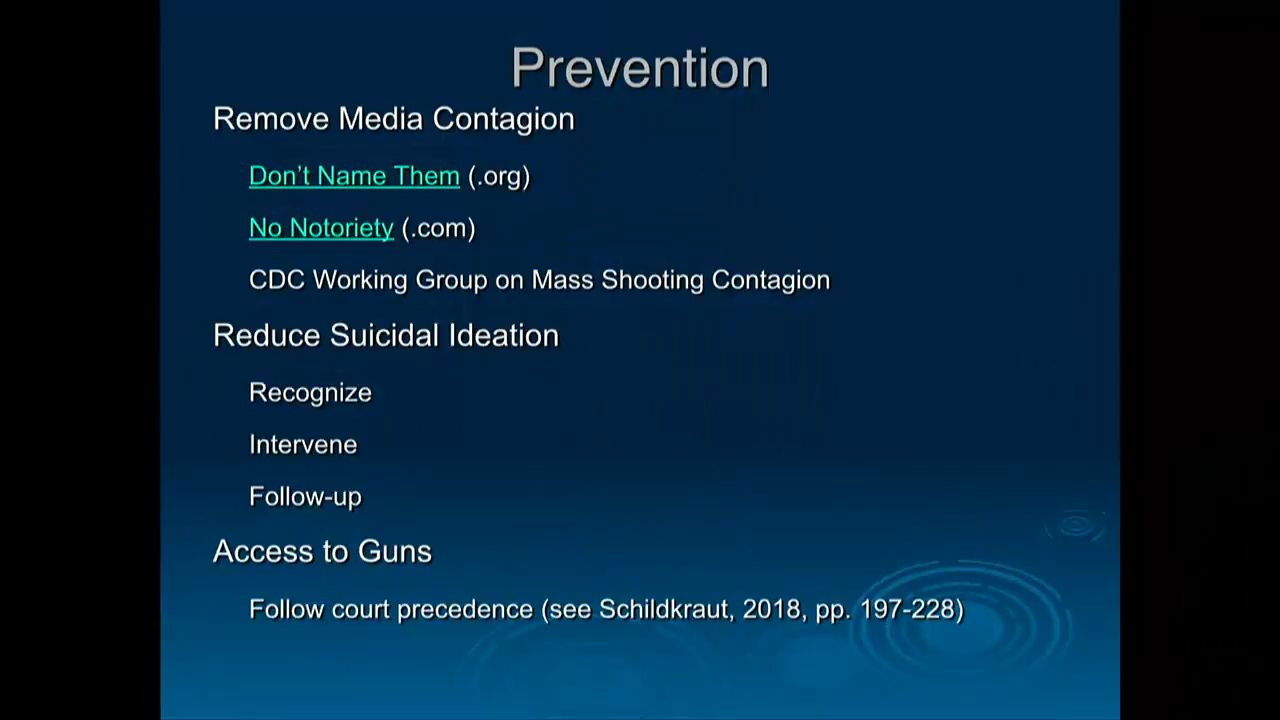 Prevention
Remove Media Contagion
Don't Name Them (.org)
No Notoriety (.com)
CDC Working Group on Mass Shooting Contagion
Reduce Suicidal Ideation
Recognize
Intervene
Follow-up
Access to Guns
Follow court precedence (see Schildkraut, 2018, pp. 197-228)